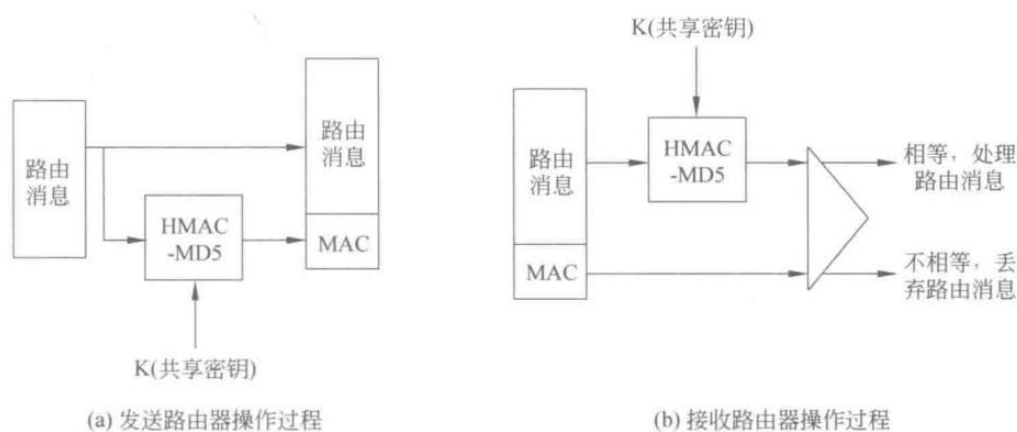 路由
消息
HMAC
-MD5
K(共享密钥)
路由
消息
MAC
(a) 发送路由器操作过程
K(共享密钥)
路由
消息
MAC
HMAC
-MD5
相等，处理
路由消息
不相等，丢
弃路由消息
(b) 接收路由器操作过程